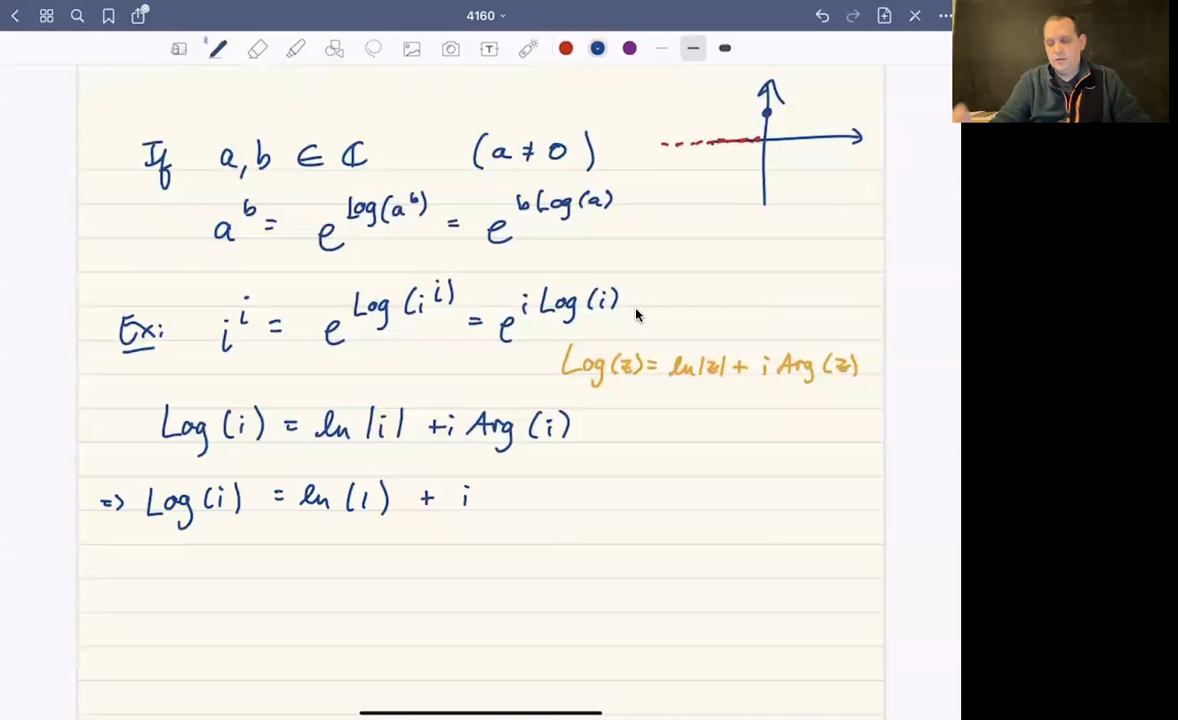 4160
If a, b ∈ ℂ (a ≠ 0)
a^b = e^{Log(a^b)} = e^{b Log(a)}
Ex: i^i = e^{Log(i^i)} = e^{i Log(i)}
Log(z) = ln|z| + i Arg(z)
Log(i) = ln|i| + i Arg(i)
=> Log(i) = ln(1) + i